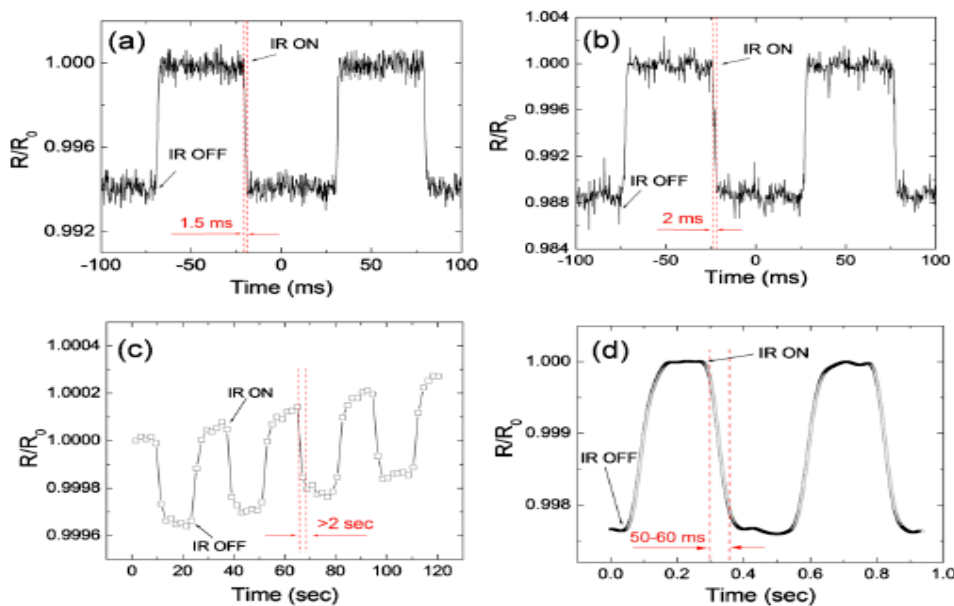 (a)
1.000
0.996
0.992
R/R0
IR ON
IR OFF
1.5 ms
-100 -50 0 50 100
Time (ms)
(b)
1.004
1.000
0.996
0.992
0.988
0.984
R/R0
IR ON
IR OFF
2 ms
-100 -50 0 50 100
Time (ms)
(c)
1.0004
1.0002
1.0000
0.9998
0.9996
R/R0
IR ON
IR OFF
>2 sec
0 20 40 60 80 100 120
Time (sec)
(d)
1.000
0.999
0.998
R/R0
IR ON
IR OFF
50-60 ms
0.0 0.2 0.4 0.6 0.8 1.0
Time (sec)